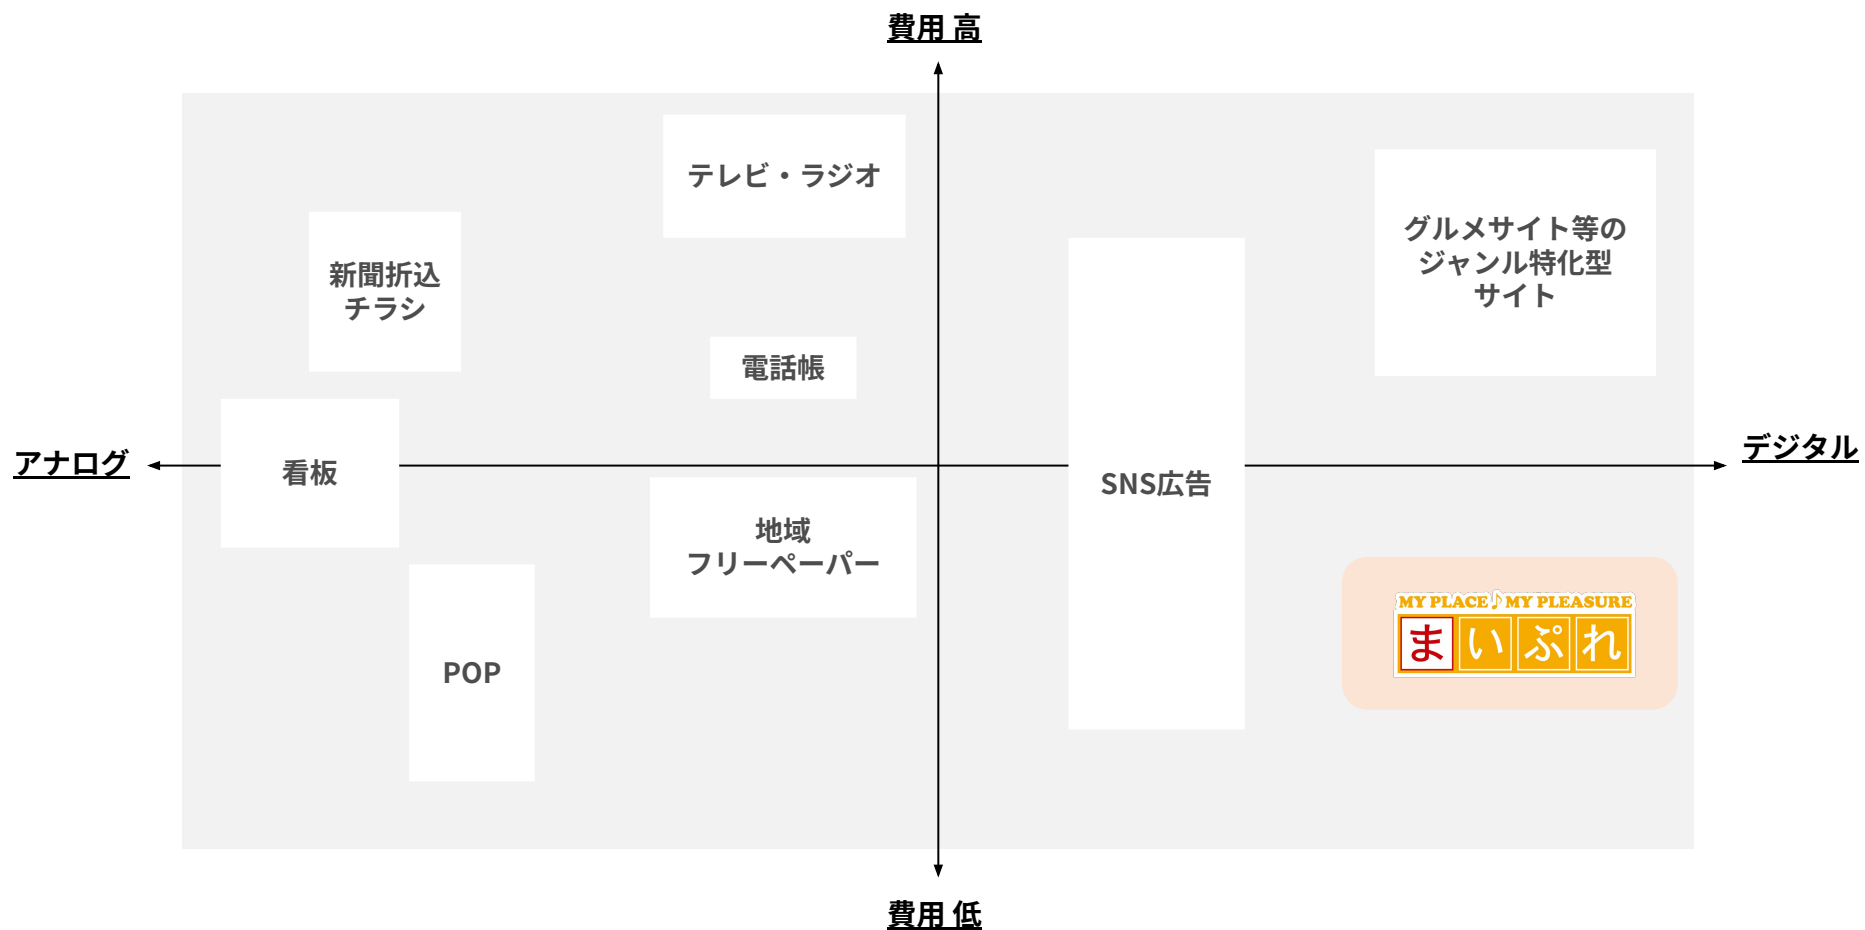 費用 高
テレビ・ラジオ
グルメサイト等の
ジャンル特化型
サイト
新聞折込
チラシ
電話帳
アナログ
デジタル
看板
SNS広告
地域
フリーペーパー
MY PLACE♪MY PLEASURE
まいぷれ
POP
費用 低